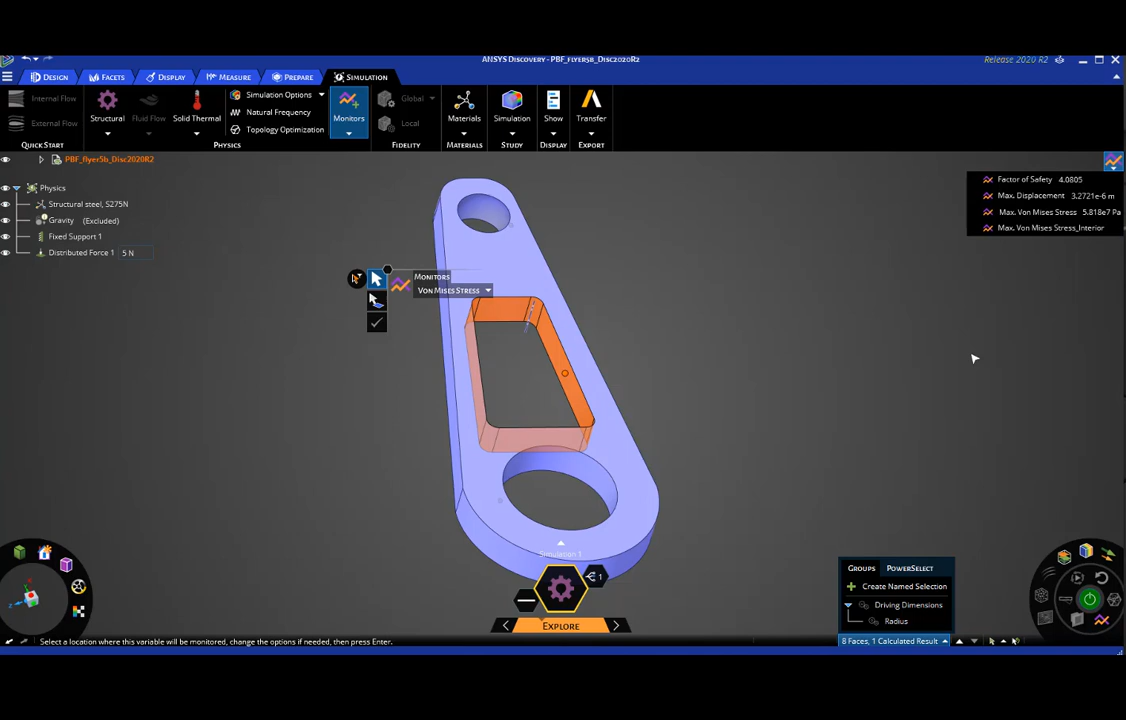 ANSYS Discovery - PBF_flyer5b_Disc2020R2
Release 2020 R2
Design
Facets
Display
Measure
Prepare
Simulation
Internal Flow
External Flow
Quick Start
Structural
Fluid Flow
Solid Thermal
Simulation Options
Natural Frequency
Topology Optimization
Physics
Monitors
Global
Local
Fidelity
Materials
Materials
Simulation
Study
Show
Display
Transfer
Export
PBF_flyer5b_Disc2020R2
Physics
Structural steel, S275N
Gravity (Excluded)
Fixed Support 1
Distributed Force 1 5 N
Factor of Safety 4.0805
Max. Displacement 3.2721e-6 m
Max. Von Mises Stress 5.818e7 Pa
Max. Von Mises Stress_Interior
Monitors
Von Mises Stress
Simulation 1
1
Explore
Groups
PowerSelect
Create Named Selection
Driving Dimensions
Radius
Select a location where this variable will be monitored, change the options if needed, then press Enter.
8 Faces, 1 Calculated Result